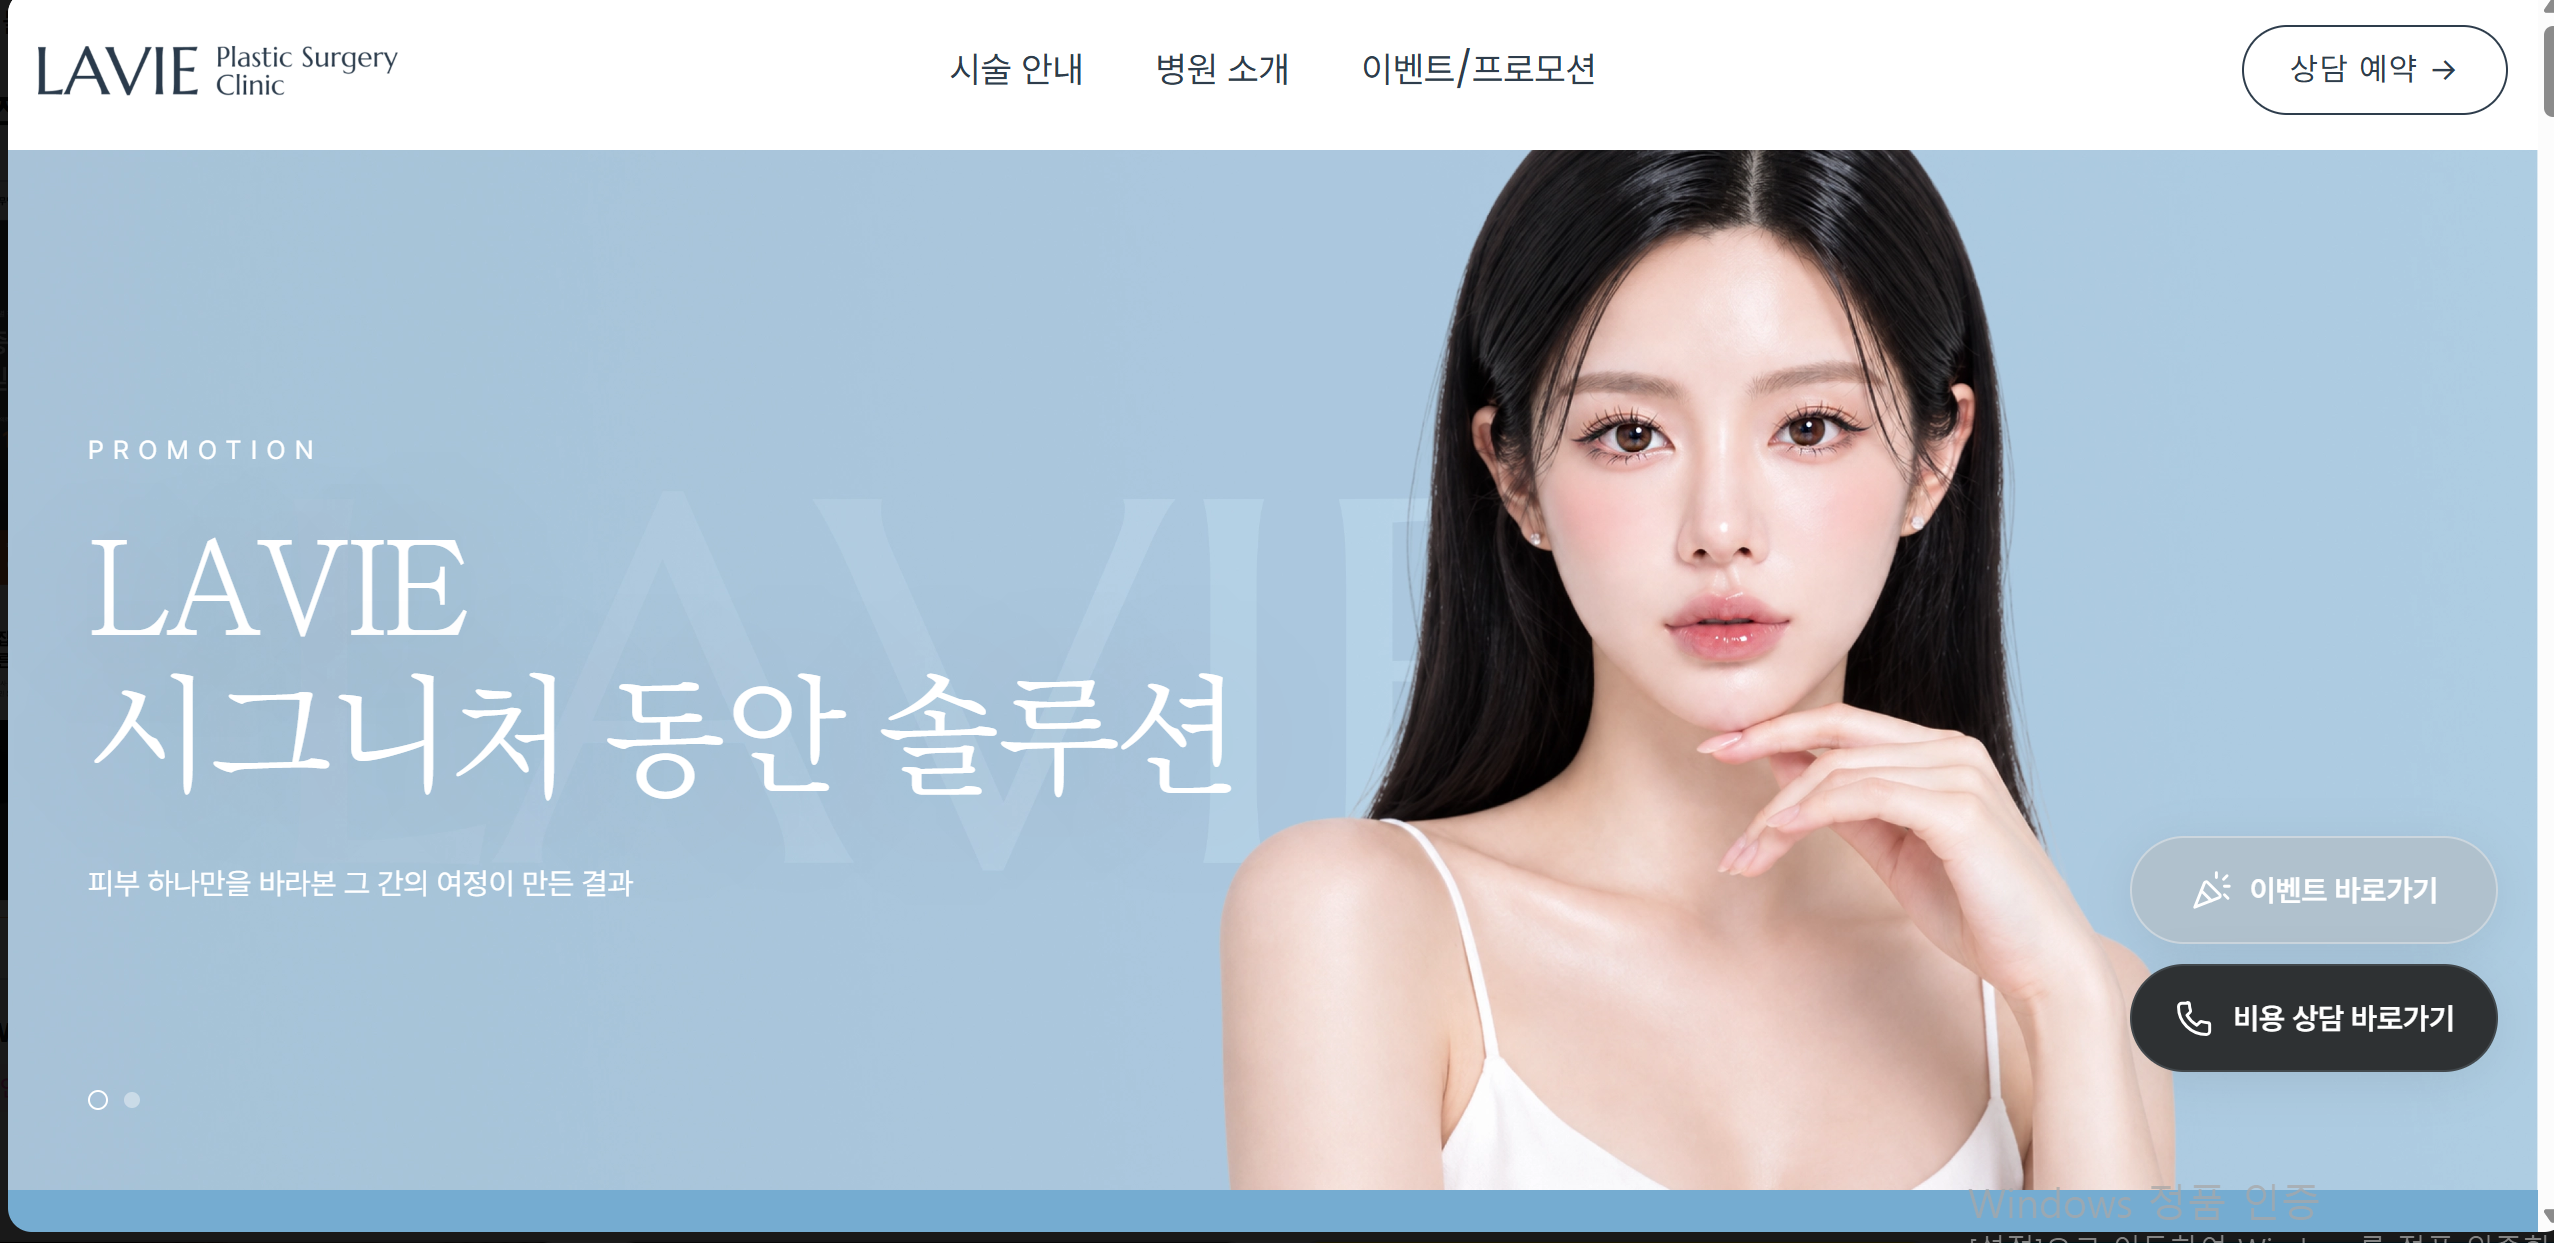 LAVIE Plastic Surgery
Clinic
시술 안내 병원 소개 이벤트/프로모션 상담 예약 →
PROMOTION
LAVIE
LAVIE
시그니처 동안 솔루션
피부 하나만을 바라본 그 간의 여정이 만든 결과
이벤트 바로가기
비용 상담 바로가기
Windows 정품 인증